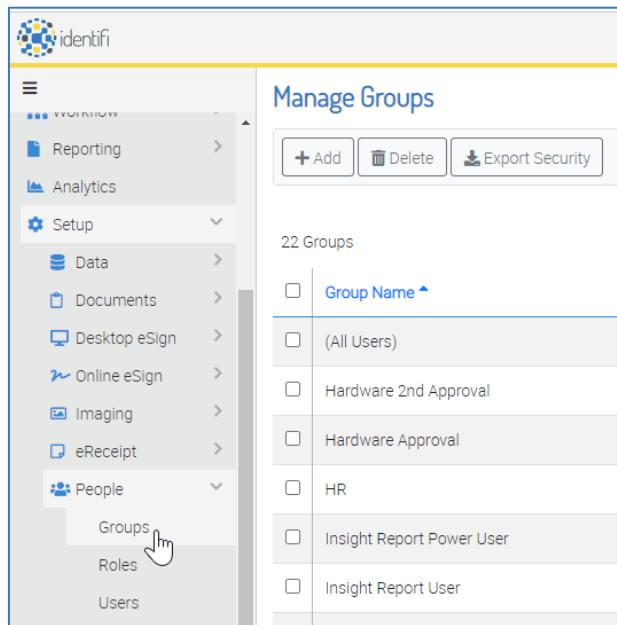 identifi
Workflow
Reporting
Analytics
Setup
Data
Documents
Desktop eSign
Online eSign
Imaging
eReceipt
People
Groups
Roles
Users
Manage Groups
Add
Delete
Export Security
22 Groups
Group Name
(All Users)
Hardware 2nd Approval
Hardware Approval
HR
Insight Report Power User
Insight Report User